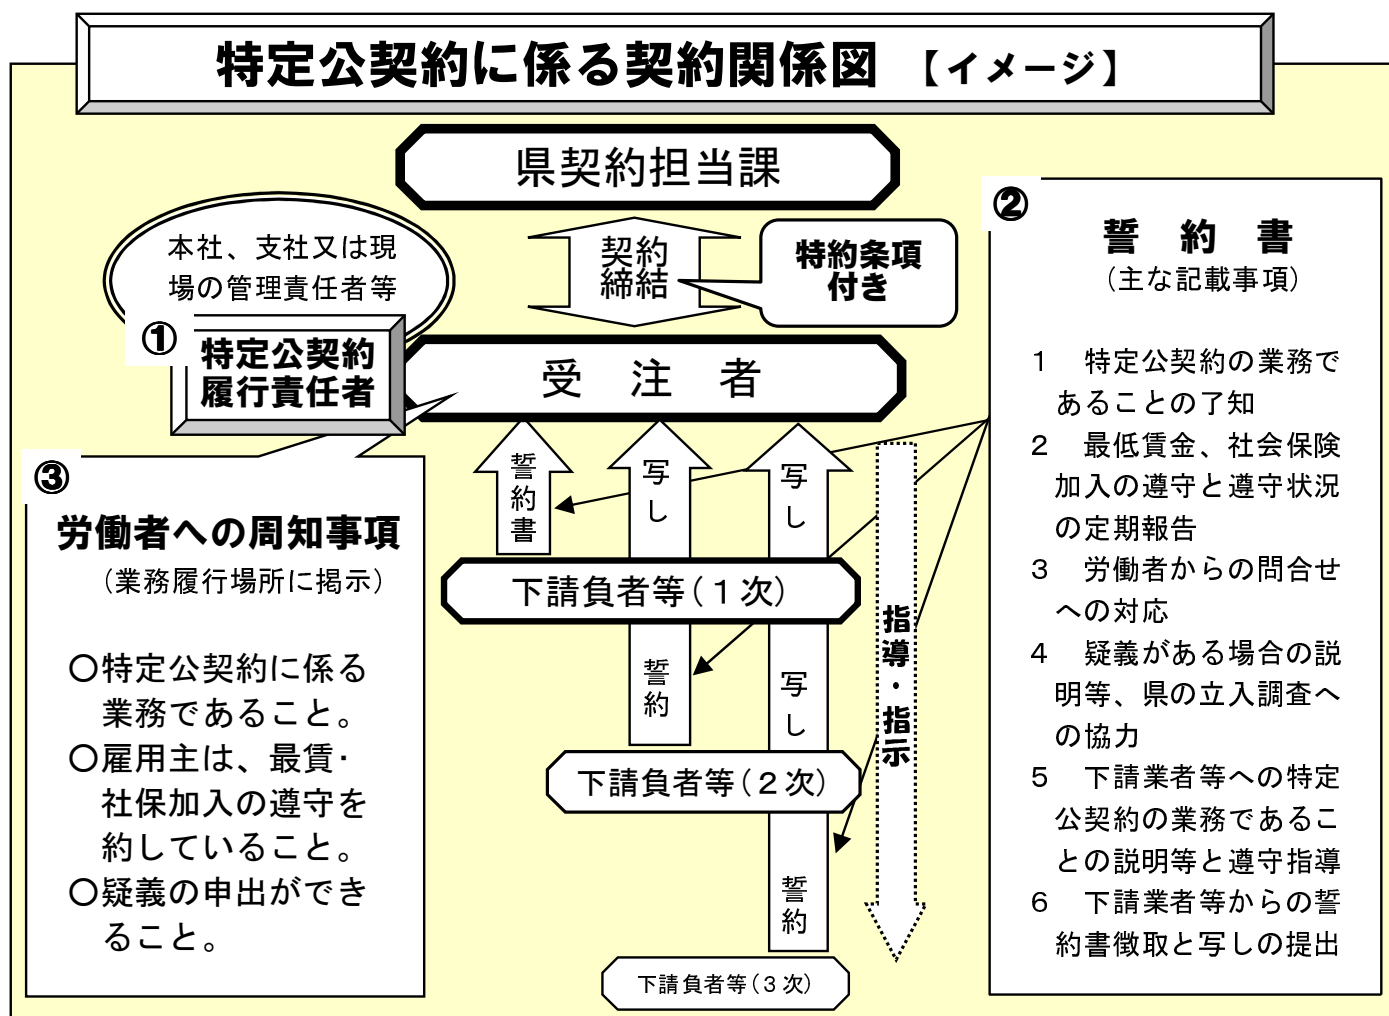 特定公契約に係る契約関係図 【イメージ】
県契約担当課
契約
締結
特約条項
付き
本社、支社又は現
場の管理責任者等
①
特定公契約
履行責任者
受 注 者
③
労働者への周知事項
（業務履行場所に掲示）
〇特定公契約に係る
業務であること。
〇雇用主は、最賃・
社保加入の遵守を
約していること。
〇疑義の申出ができ
ること。
誓約書
写し
写し
下請負者等（１次）
誓約
写し
下請負者等（２次）
誓約
下請負者等（３次）
指導・指示
②
誓 約 書
（主な記載事項）
１ 特定公契約の業務で
あることの了知
２ 最低賃金、社会保険
加入の遵守と遵守状況
の定期報告
３ 労働者からの問合せ
への対応
４ 疑義がある場合の説
明等、県の立入調査へ
の協力
５ 下請業者等への特定
公契約の業務であるこ
との説明等と遵守指導
６ 下請業者等からの誓
約書徴取と写しの提出